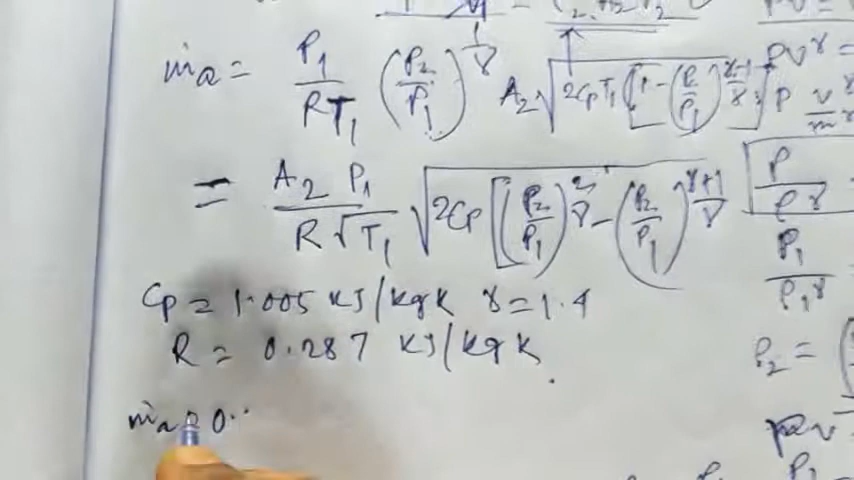 ṁa = P₁/RT₁ (P₂/P₁)^(1/γ) A₂ √(2CpT₁[1 - (P₂/P₁)^((γ-1)/γ)])
PV^γ =
= A₂ P₁/(R√T₁) √(2Cp[(P₂/P₁)^(2/γ) - (P₂/P₁)^((γ+1)/γ)])
P/ρ^γ
P₁/ρ₁^γ
Cp = 1.005 KJ/kgK γ = 1.4
R = 0.287 KJ/kgK
ρ₂ =
ṁa = 0..